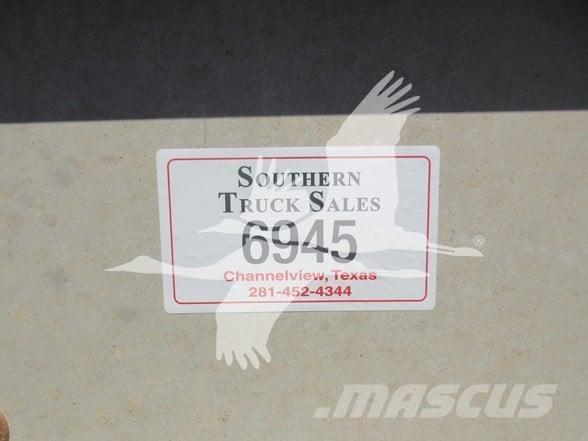 SOUTHERN
TRUCK SALES
6945
Channelview, Texas
281-452-4344
®
.MASCUS